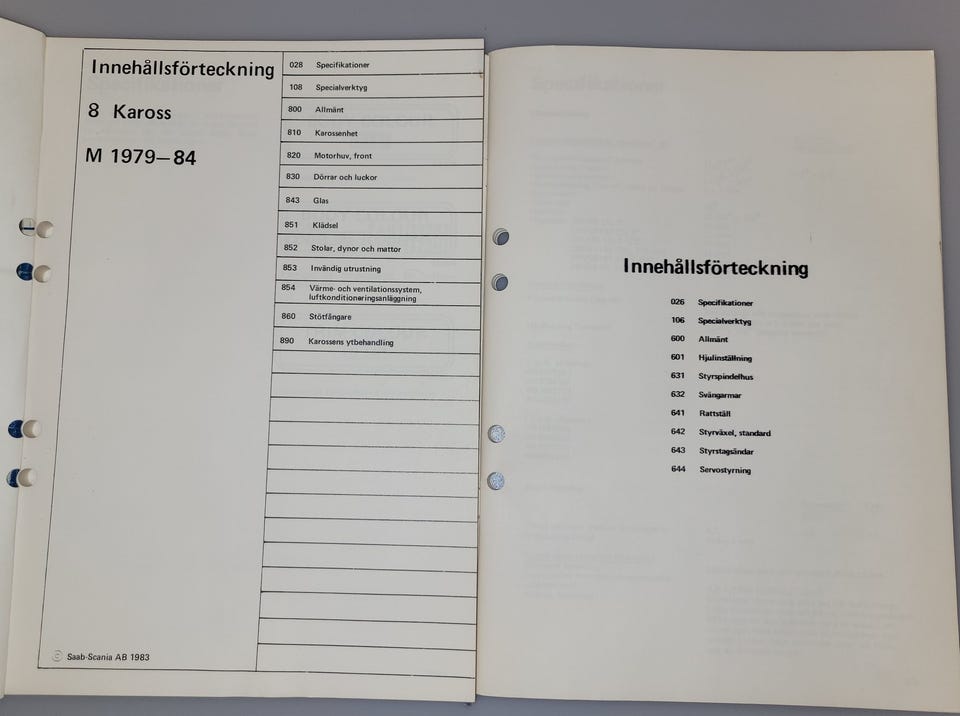 Innehållsförteckning
8 Kaross
M 1979—84
028 Specifikationer
108 Specialverktyg
800 Allmänt
810 Karossenhet
820 Motorhuv, front
830 Dörrar och luckor
843 Glas
851 Klädsel
852 Stolar, dynor och mattor
853 Invändig utrustning
854 Värme- och ventilationssystem,
luftkonditioneringsanläggning
860 Stötfångare
890 Karossens ytbehandling
© Saab-Scania AB 1983
Innehållsförteckning
026 Specifikationer
106 Specialverktyg
600 Allmänt
601 Hjulinställning
631 Styrspindelhus
632 Svängarmar
641 Rattställ
642 Styrväxel, standard
643 Styrstagsändar
644 Servostyrning